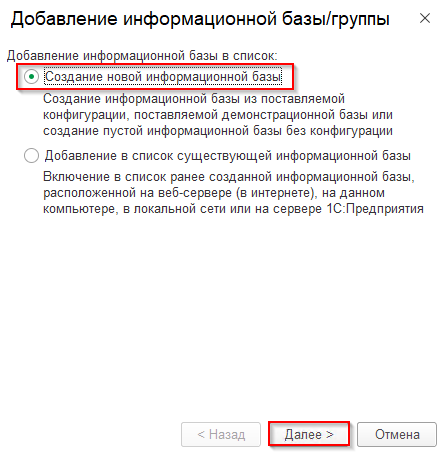 Добавление информационной базы/группы
Добавление информационной базы в список:
Создание новой информационной базы
Создание информационной базы из поставляемой
конфигурации, поставляемой демонстрационной базы или
создание пустой информационной базы без конфигурации
Добавление в список существующей информационной базы
Включение в список ранее созданной информационной базы,
расположенной на веб-сервере (в интернете), на данном
компьютере, в локальной сети или на сервере 1С:Предприятия
< Назад
Далее >
Отмена